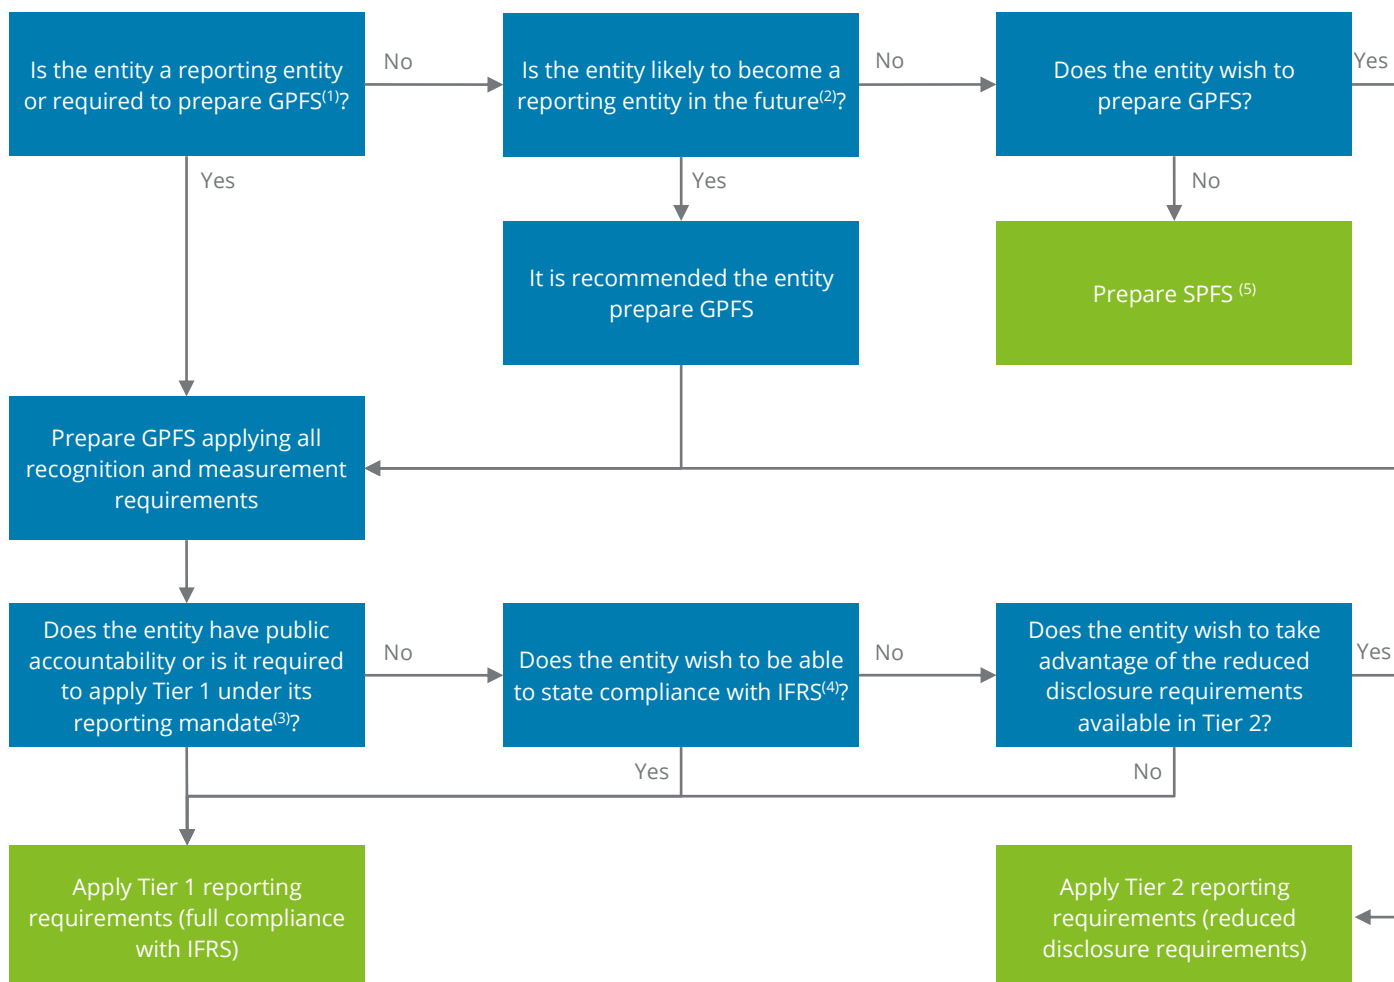 Is the entity a reporting entity
or required to prepare GPFS(1)?
No
Is the entity likely to become a
reporting entity in the future(2)?
No
Does the entity wish to
prepare GPFS?
Yes
Yes
Yes
No
It is recommended the entity
prepare GPFS
Prepare SPFS (5)
Prepare GPFS applying all
recognition and measurement
requirements
Does the entity have public
accountability or is it required
to apply Tier 1 under its
reporting mandate(3)?
No
Does the entity wish to be able
to state compliance with IFRS(4)?
No
Does the entity wish to take
advantage of the reduced
disclosure requirements
available in Tier 2?
Yes
Yes
No
Apply Tier 1 reporting
requirements (full compliance
with IFRS)
Apply Tier 2 reporting
requirements (reduced
disclosure requirements)